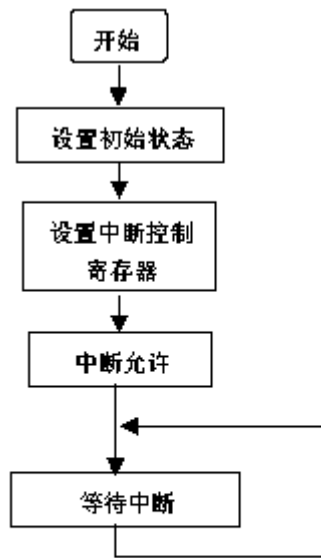 开始
设置初始状态
设置中断控制
寄存器
中断允许
等待中断